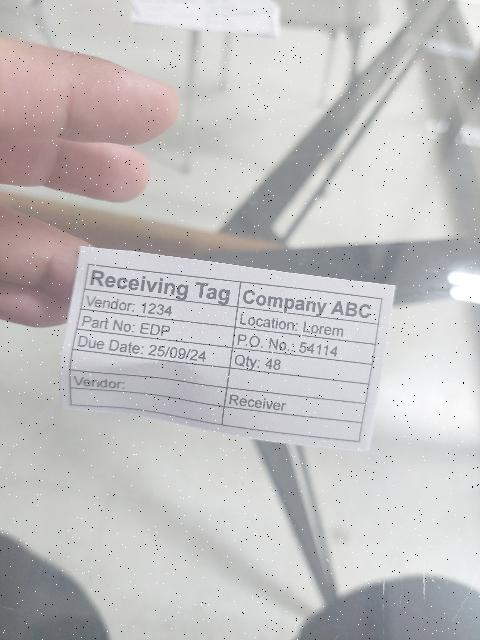 Receiving Tag
Company ABC
Vendor: 1234
Location: Lorem
Part No: EDP
P.O. No.: 54114
Due Date: 25/09/24
Qty: 48
Vendor:
Receiver